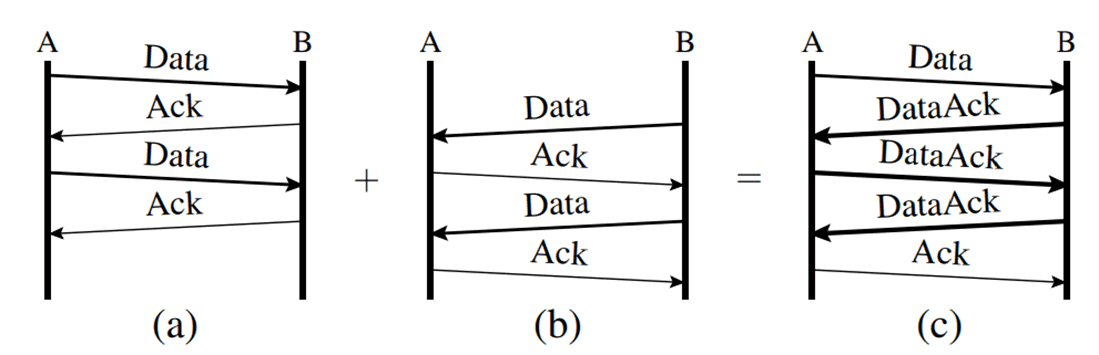 A B A B A B
Data Data
Ack Data DataAck
Data Ack DataAck
+ =
Ack Data DataAck
Ack Ack
(a) (b) (c)